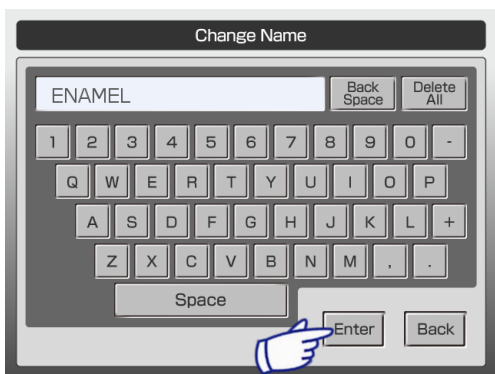 Change Name
ENAMEL
Back Space
Delete All
1 2 3 4 5 6 7 8 9 0 -
Q W E R T Y U I O P
A S D F G H J K L +
Z X C V B N M , .
Space
Enter Back